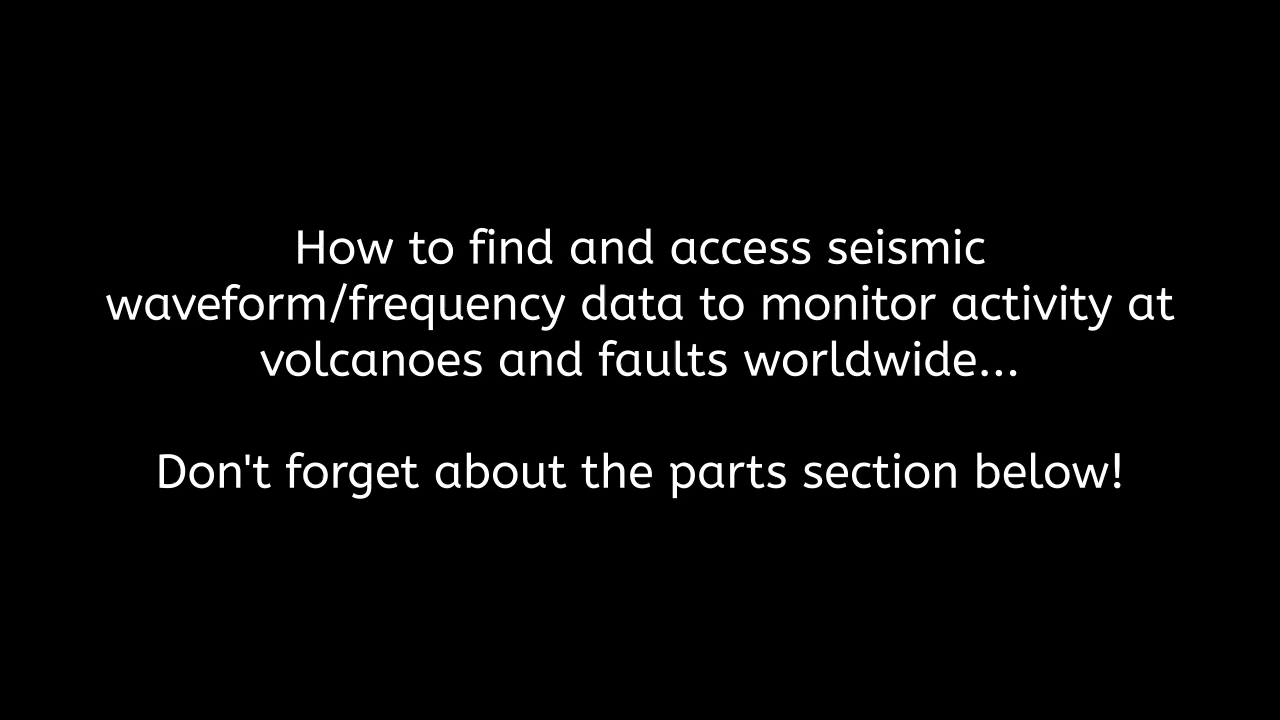 How to find and access seismic
waveform/frequency data to monitor activity at
volcanoes and faults worldwide...
Don't forget about the parts section below!